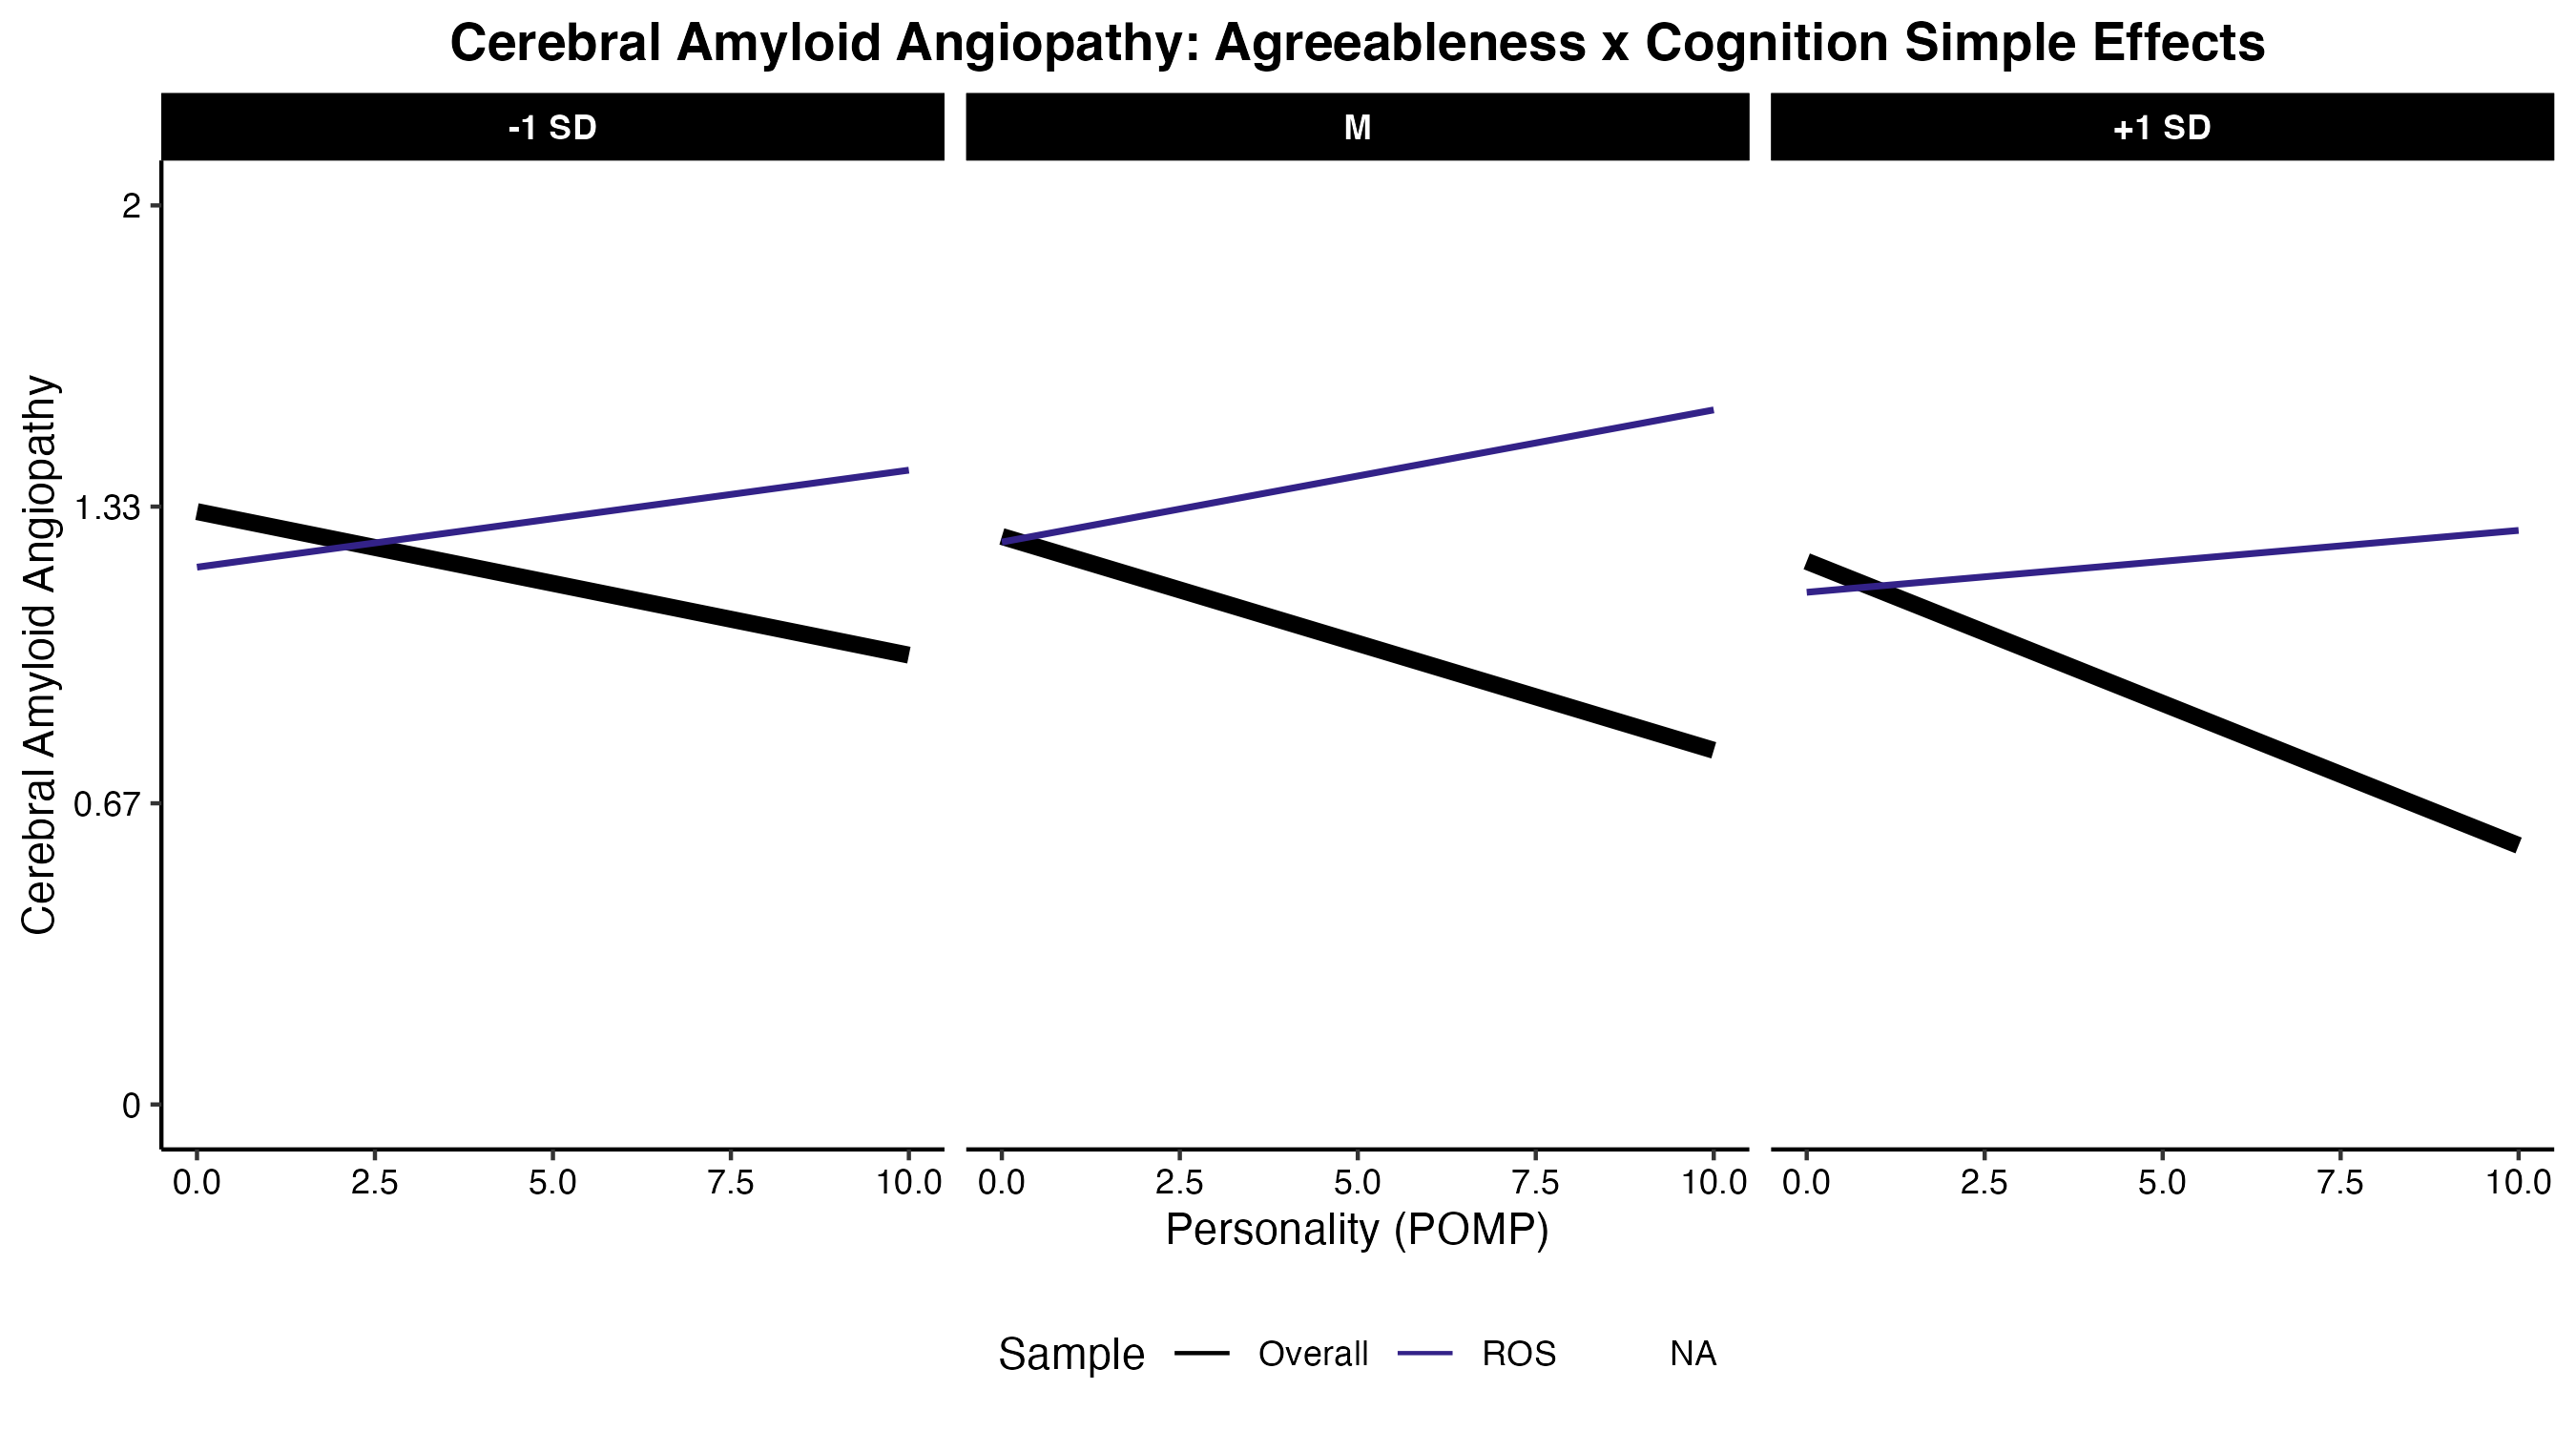 Cerebral Amyloid Angiopathy: Agreeableness x Cognition Simple Effects
-1 SD
M
+1 SD
Cerebral Amyloid Angiopathy
2
1.33
0.67
0
0.0 2.5 5.0 7.5 10.0
0.0 2.5 5.0 7.5 10.0
0.0 2.5 5.0 7.5 10.0
Personality (POMP)
Sample Overall ROS NA